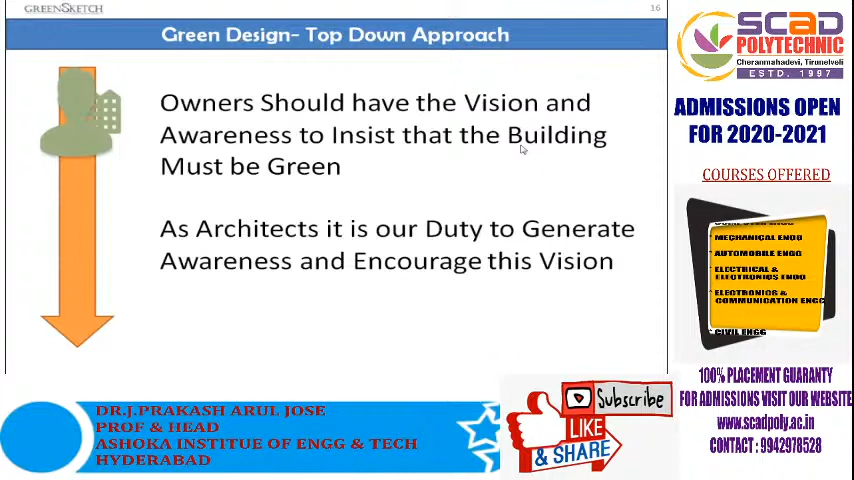 GREENSKETCH
16
Green Design- Top Down Approach
Owners Should have the Vision and
Awareness to Insist that the Building
Must be Green
As Architects it is our Duty to Generate
Awareness and Encourage this Vision
SCAD
POLYTECHNIC
Cheranmahadevi, Tirunelveli
ESTD. 1997
ADMISSIONS OPEN
FOR 2020-2021
COURSES OFFERED
MECHANICAL ENGG
AUTOMOBILE ENGG
ELECTRICAL &
ELECTRONICS ENGG
ELECTRONICS &
COMMUNICATION ENGG
CIVIL ENGG
100% PLACEMENT GUARANTY
FOR ADMISSIONS VISIT OUR WEBSITE
www.scadpoly.ac.in
CONTACT : 9942978528
DR.J.PRAKASH ARUL JOSE
PROF & HEAD
ASHOKA INSTITUE OF ENGG & TECH
HYDERABAD
Subscribe
LIKE
& SHARE